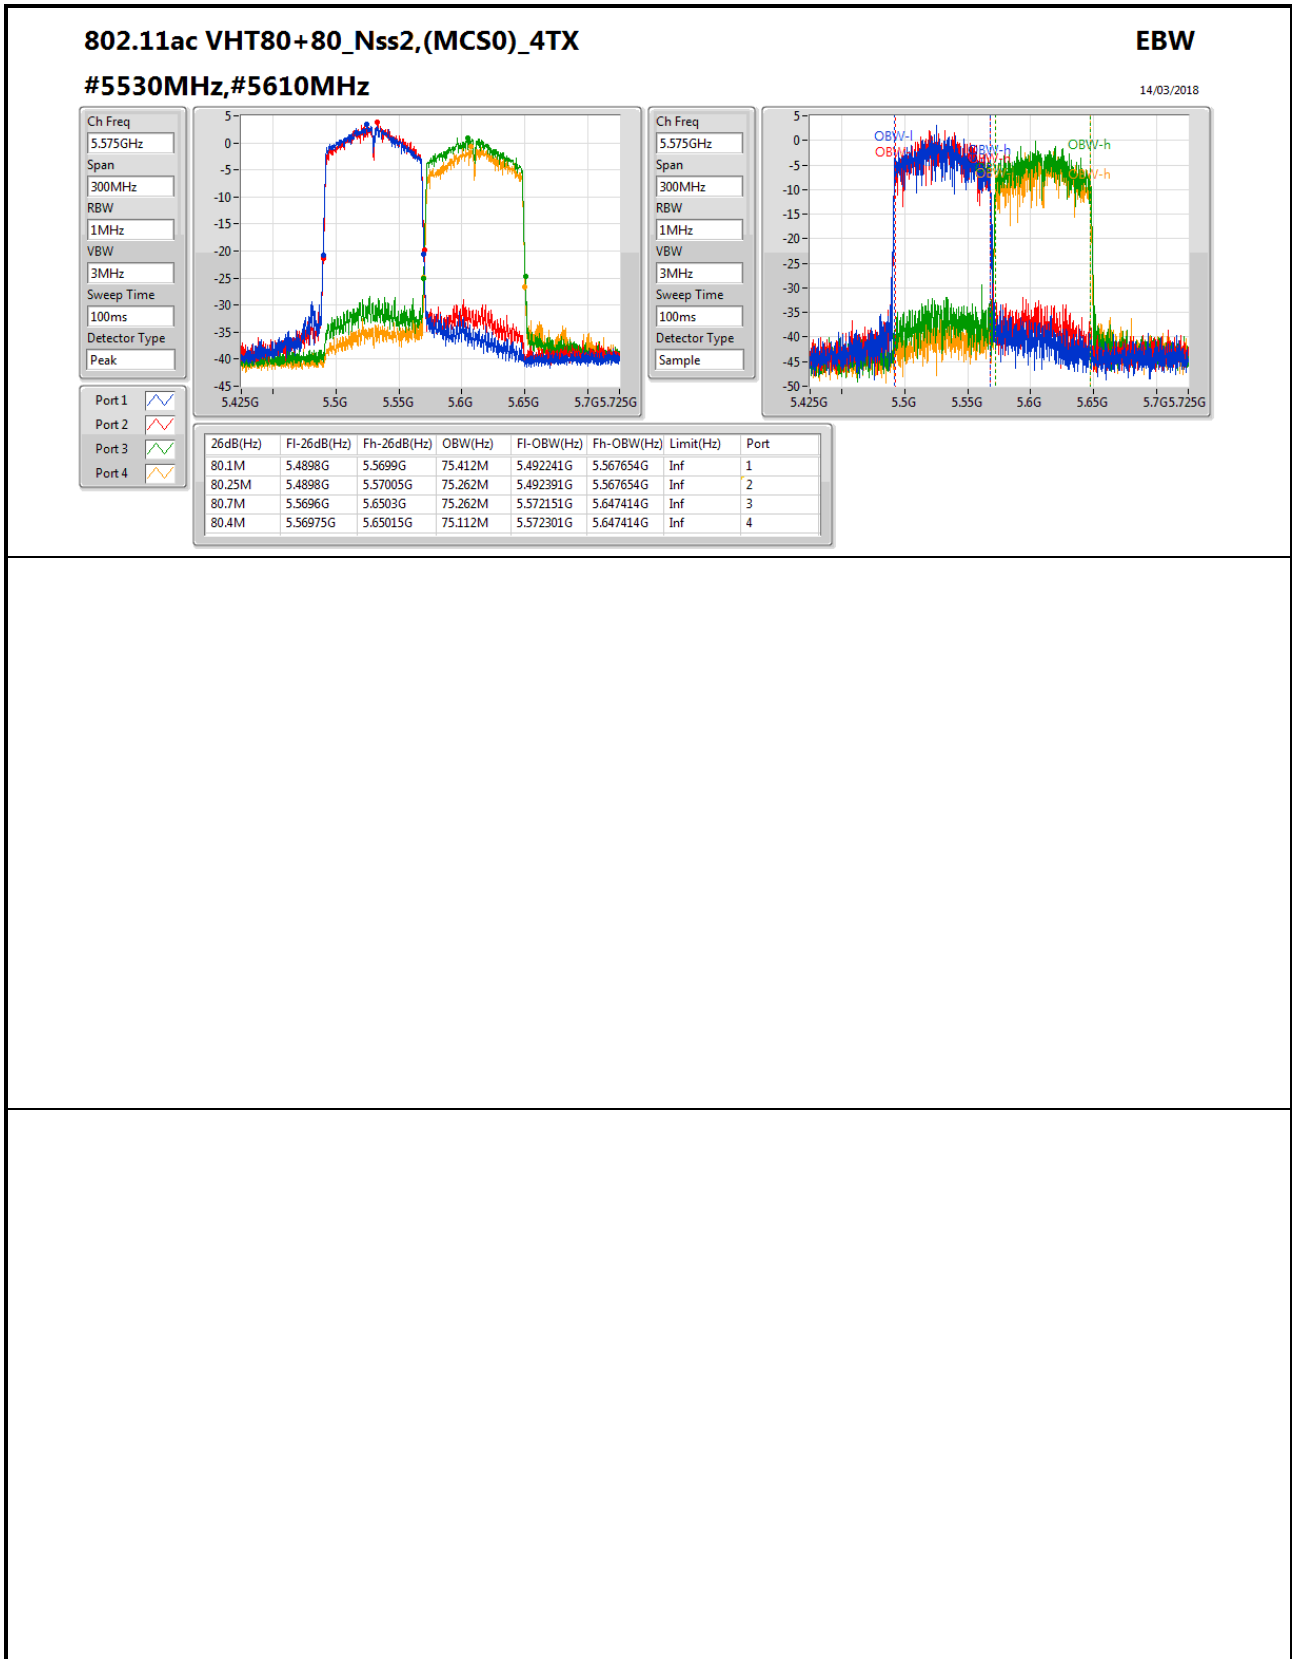 802.11ac VHT80+80_Nss2,(MCS0)_4TX
EBW
#5530MHz,#5610MHz
14/03/2018
Ch Freq
5.575GHz
Span
300MHz
RBW
1MHz
VBW
3MHz
Sweep Time
100ms
Detector Type
Peak
5
0
-5
-10
-15
-20
-25
-30
-35
-40
-45
5.425G 5.5G 5.55G 5.6G 5.65G 5.7G 5.725G
Ch Freq
5.575GHz
Span
300MHz
RBW
1MHz
VBW
3MHz
Sweep Time
100ms
Detector Type
Sample
5
0
-5
-10
-15
-20
-25
-30
-35
-40
-45
-50
OBW-l
OBW-h
OBW-h
5.425G 5.5G 5.55G 5.6G 5.65G 5.7G 5.725G
Port 1
Port 2
Port 3
Port 4
26dB(Hz) Fl-26dB(Hz) Fh-26dB(Hz) OBW(Hz) Fl-OBW(Hz) Fh-OBW(Hz) Limit(Hz) Port
80.1M 5.4898G 5.5699G 75.412M 5.492241G 5.567654G Inf 1
80.25M 5.4898G 5.57005G 75.262M 5.492391G 5.567654G Inf 2
80.7M 5.5696G 5.6503G 75.262M 5.572151G 5.647414G Inf 3
80.4M 5.56975G 5.65015G 75.112M 5.572301G 5.647414G Inf 4